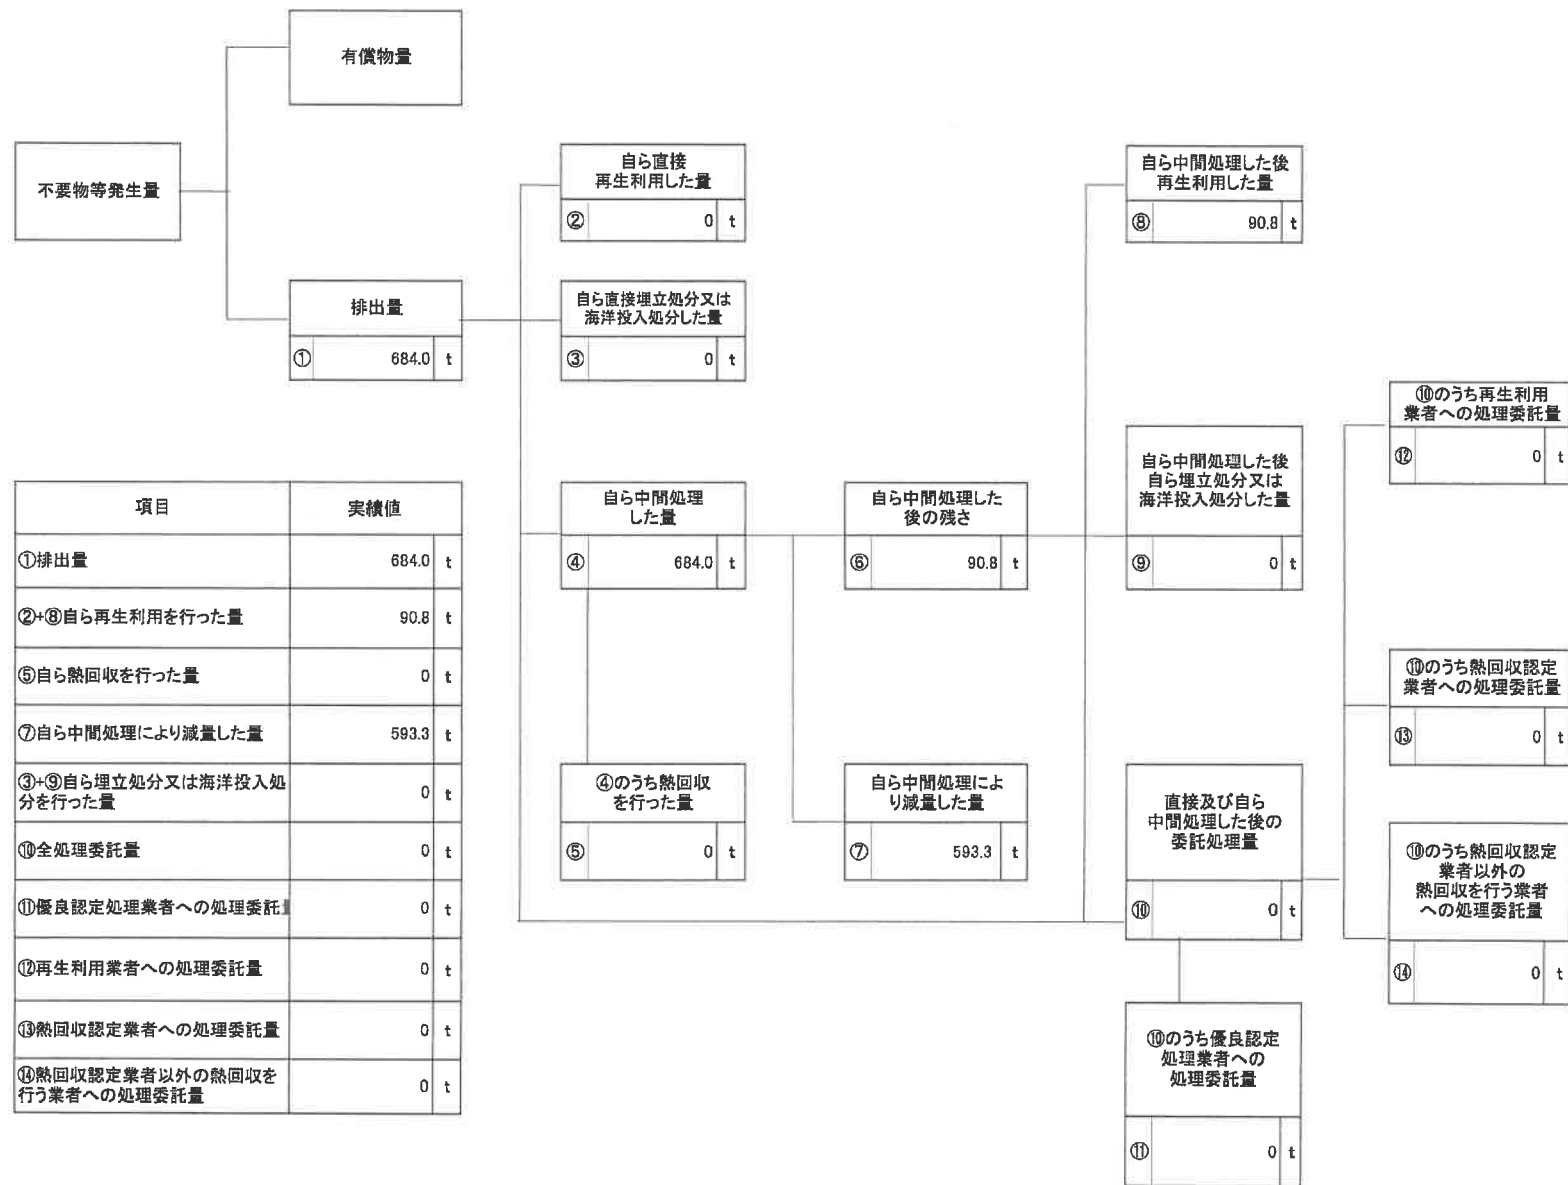 有償物量
不要物等発生量
排出量
① 684.0 t
自ら直接
再生利用した量
② 0 t
自ら直接埋立処分又は
海洋投入処分した量
③ 0 t
自ら中間処理
した量
④ 684.0 t
④のうち熱回収
を行った量
⑤ 0 t
自ら中間処理した
後の残さ
⑥ 90.8 t
自ら中間処理によ
り減量した量
⑦ 593.3 t
自ら中間処理した後
再生利用した量
⑧ 90.8 t
自ら中間処理した後
自ら埋立処分又は
海洋投入処分した量
⑨ 0 t
直接及び自ら
中間処理した後の
委託処理量
⑩ 0 t
⑩のうち優良認定
処理業者への
処理委託量
⑪ 0 t
⑩のうち再生利用
業者への処理委託量
⑫ 0 t
⑩のうち熱回収認定
業者への処理委託量
⑬ 0 t
⑩のうち熱回収認定
業者以外の
熱回収を行う業者
への処理委託量
⑭ 0 t
項目 実績値
①排出量 684.0 t
②+⑧自ら再生利用を行った量 90.8 t
⑤自ら熱回収を行った量 0 t
⑦自ら中間処理により減量した量 593.3 t
③+⑨自ら埋立処分又は海洋投入処
分を行った量 0 t
⑩全処理委託量 0 t
⑪優良認定処理業者への処理委託 0 t
⑫再生利用業者への処理委託量 0 t
⑬熱回収認定業者への処理委託量 0 t
⑭熱回収認定業者以外の熱回収を
行う業者への処理委託量 0 t